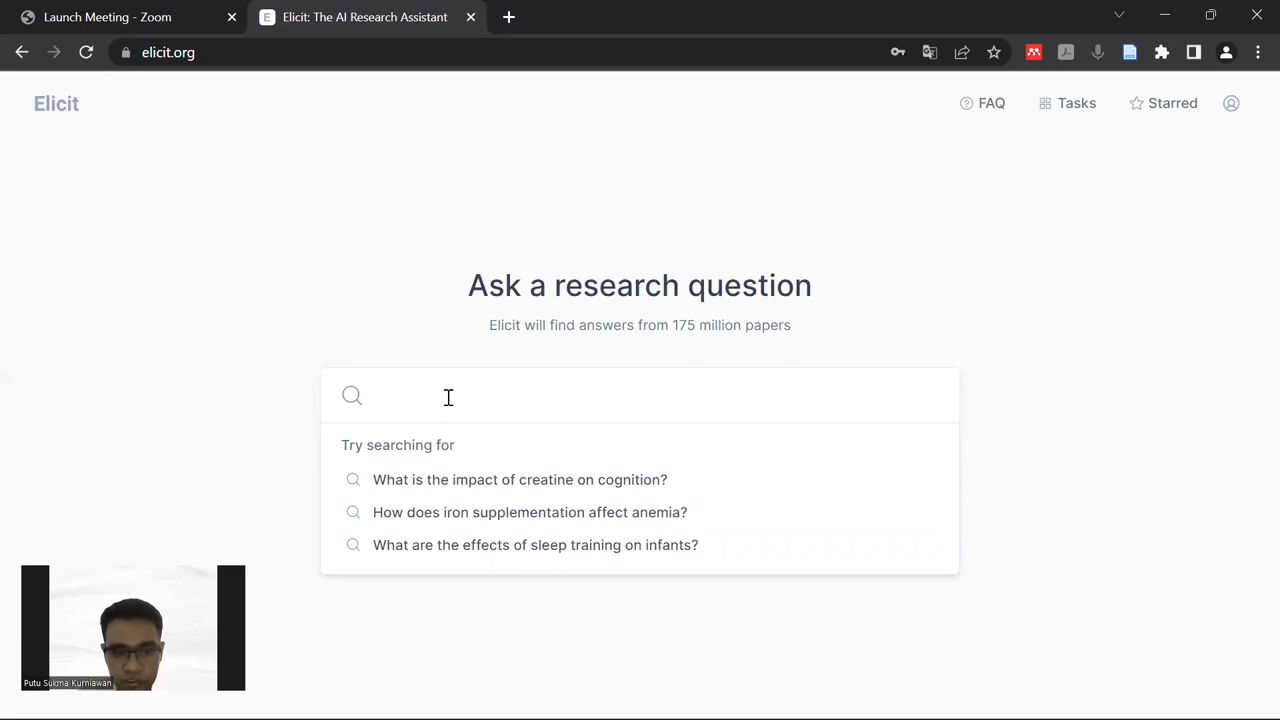 Launch Meeting - Zoom
Elicit: The AI Research Assistant
elicit.org
Elicit
FAQ
Tasks
Starred
Ask a research question
Elicit will find answers from 175 million papers
Try searching for
What is the impact of creatine on cognition?
How does iron supplementation affect anemia?
What are the effects of sleep training on infants?
Putu Sukma Kurniawan